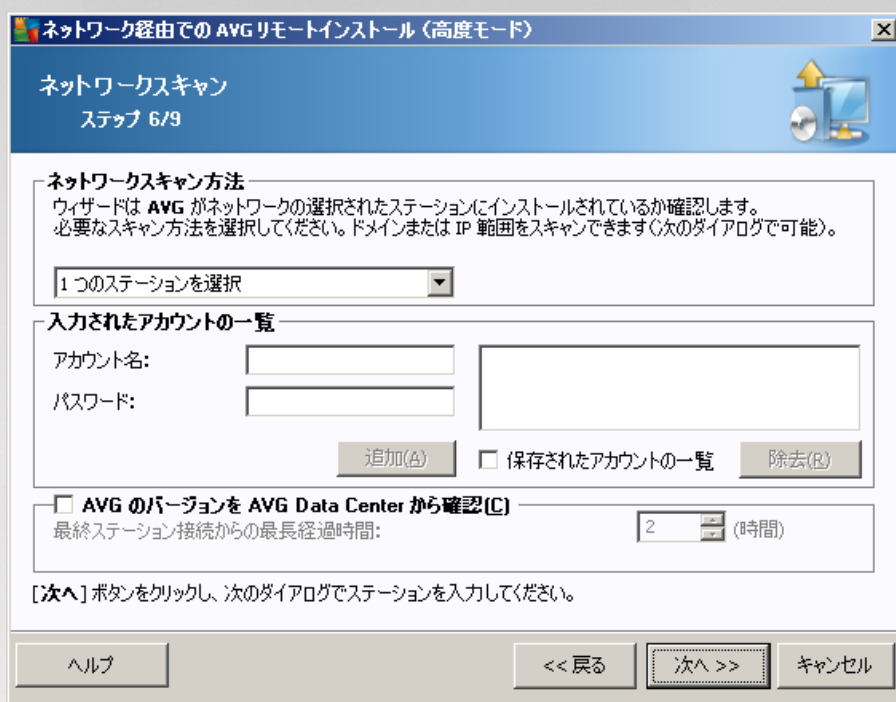 ネットワーク経由での AVG リモートインストール（高度モード）
ネットワークスキャン
ステップ 6/9
ネットワークスキャン方法
ウィザードは AVG がネットワークの選択されたステーションにインストールされているか確認します。
必要なスキャン方法を選択してください。ドメインまたは IP 範囲をスキャンできます（次のダイアログで可能）。
1 つのステーションを選択
入力されたアカウントの一覧
アカウント名:
パスワード:
追加(A)
保存されたアカウントの一覧
除去(R)
AVG のバージョンを AVG Data Center から確認(C)
最終ステーション接続からの最長経過時間:
2
(時間)
[次へ] ボタンをクリックし、次のダイアログでステーションを入力してください。
ヘルプ
<< 戻る
次へ >>
キャンセル